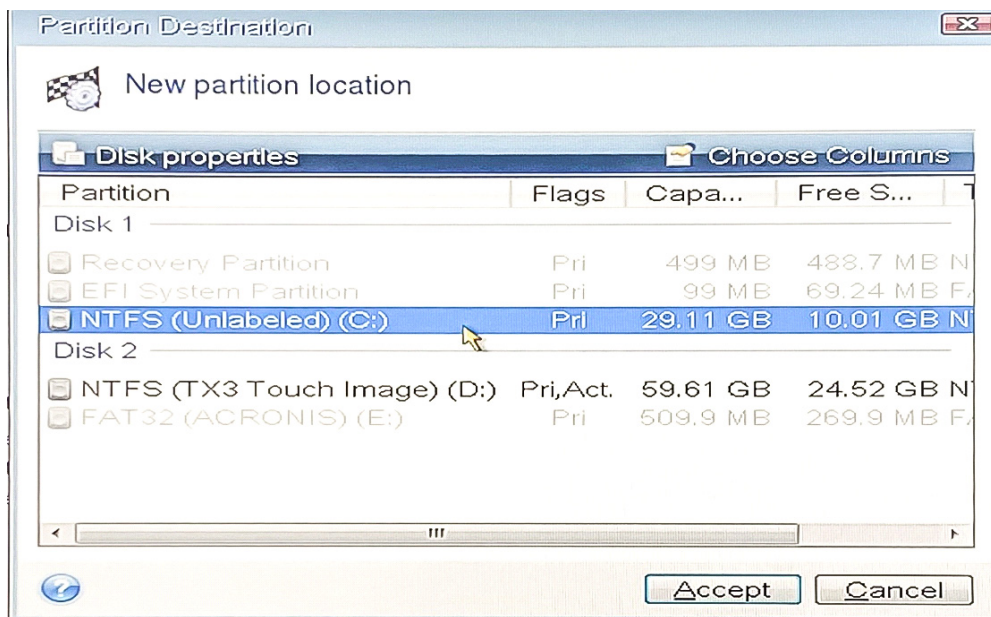 Partition Destination
New partition location
Disk properties Choose Columns
Partition Flags Capa... Free S... T
Disk 1
Recovery Partition Pri 499 MB 488.7 MB N
EFI System Partition Pri 99 MB 69.24 MB F
NTFS (Unlabeled) (C:) Pri 29.11 GB 10.01 GB N
Disk 2
NTFS (TX3 Touch Image) (D:) Pri,Act. 59.61 GB 24.52 GB N
FAT32 (ACRONIS) (E:) Pri 509.9 MB 269.9 MB F
Accept Cancel